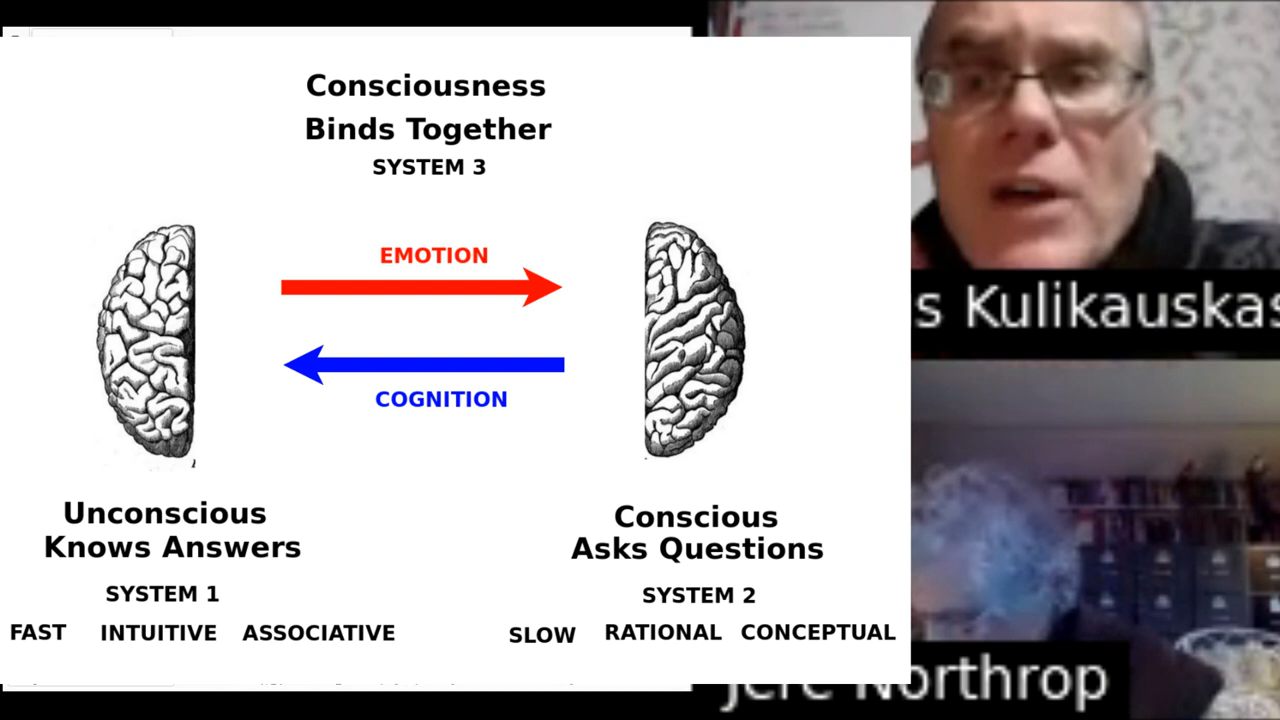 Consciousness
Binds Together
SYSTEM 3
EMOTION
COGNITION
Unconscious
Knows Answers
SYSTEM 1
FAST INTUITIVE ASSOCIATIVE
Conscious
Asks Questions
SYSTEM 2
SLOW RATIONAL CONCEPTUAL
s Kulikauskas
Jere Northrop